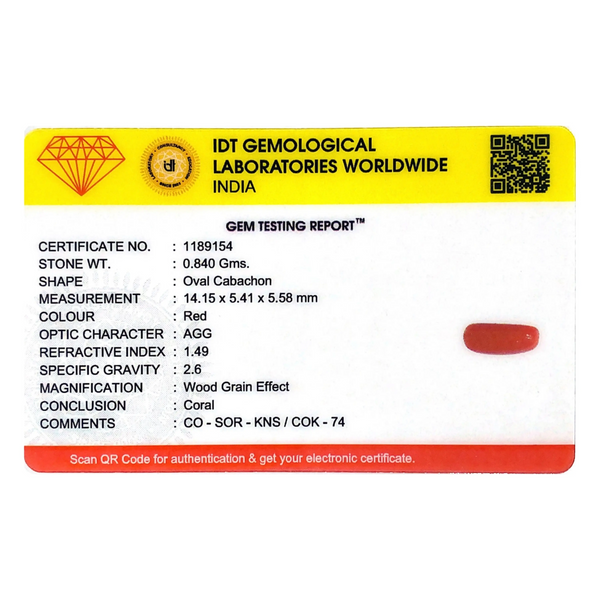 IDT GEMOLOGICAL
LABORATORIES WORLDWIDE
INDIA
GEM TESTING REPORT™
CERTIFICATE NO. : 1189154
STONE WT. : 0.840 Gms.
SHAPE : Oval Cabachon
MEASUREMENT : 14.15 x 5.41 x 5.58 mm
COLOUR : Red
OPTIC CHARACTER : AGG
REFRACTIVE INDEX : 1.49
SPECIFIC GRAVITY : 2.6
MAGNIFICATION : Wood Grain Effect
CONCLUSION : Coral
COMMENTS : CO - SOR - KNS / COK - 74
Scan QR Code for authentication & get your electronic certificate.